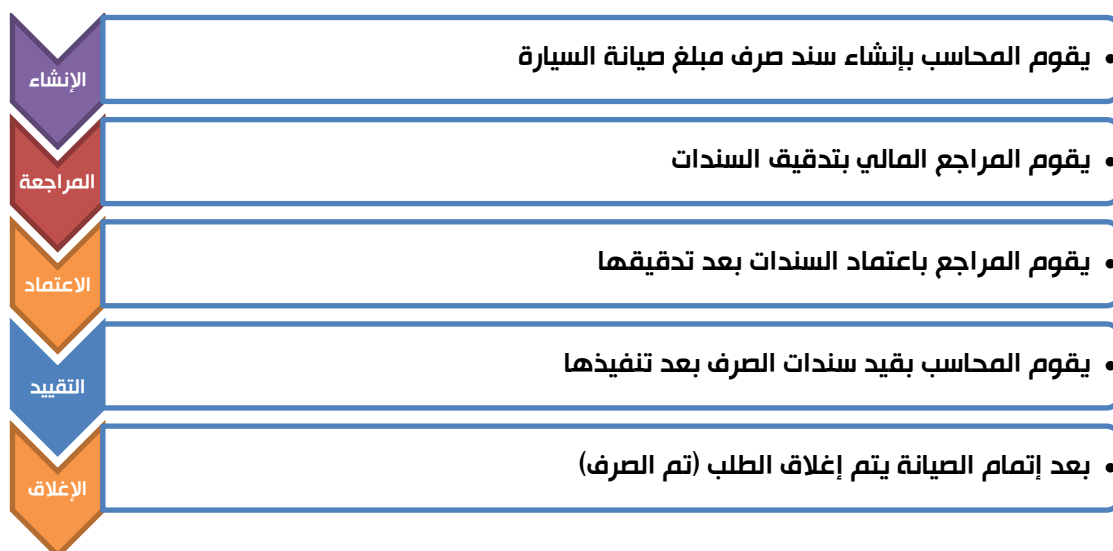 الإنشاء
• يقوم المحاسب بإنشاء سند صرف مبلغ صيانة السيارة
المراجعة
• يقوم المراجع المالي بتدقيق السندات
الاعتماد
• يقوم المراجع باعتماد السندات بعد تدقيقها
التقييد
• يقوم المحاسب بقيد سندات الصرف بعد تنفيذها
الإغلاق
• بعد إتمام الصيانة يتم إغلاق الطلب (تم الصرف)